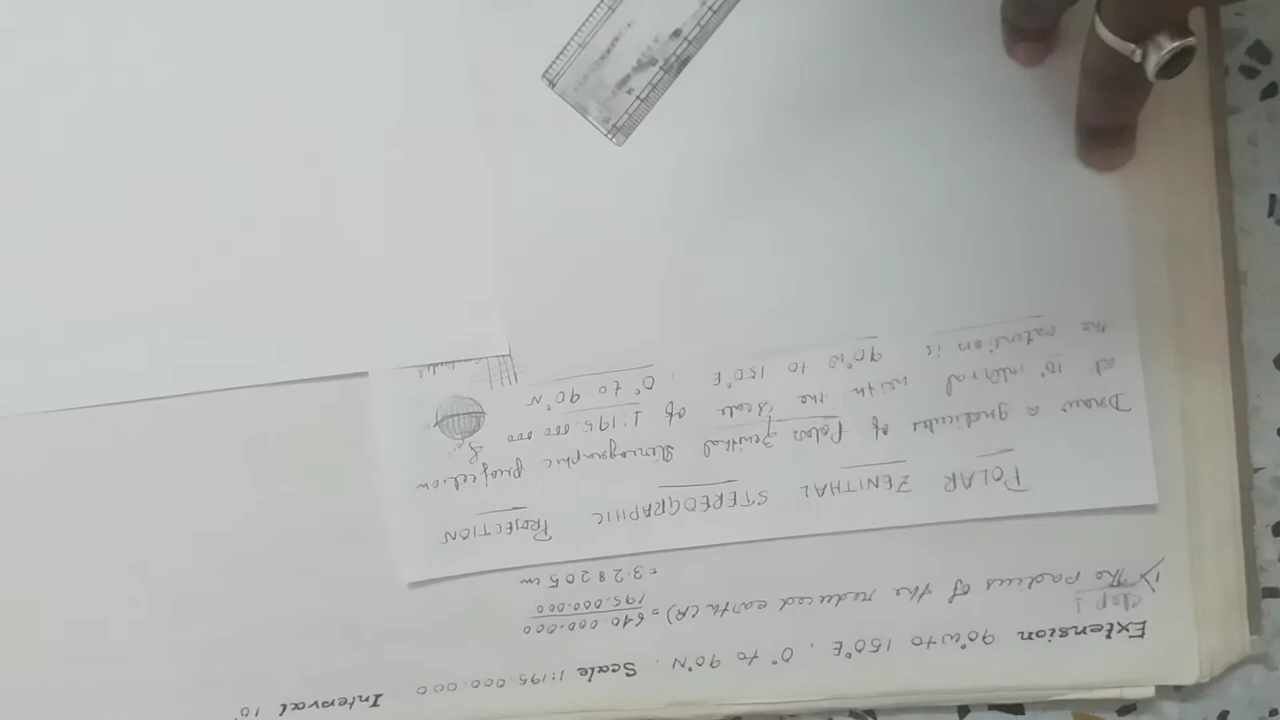 Extension 90°W to 150°E, 0° to 90°N. Scale 1:195.000.000 Interval 10°
Step 1
1> The Radius of the reduced earth (R) = 640.000.000
195.000.000
= 3.28205 cm
POLAR ZENITHAL STEREOGRAPHIC PROJECTION
Draw a graticules of Polar Zenithal Stereographic projection
at 10° interval with the Scale of 1:195.000 000
the extension is 90°W to 150°E, 0° to 90°N